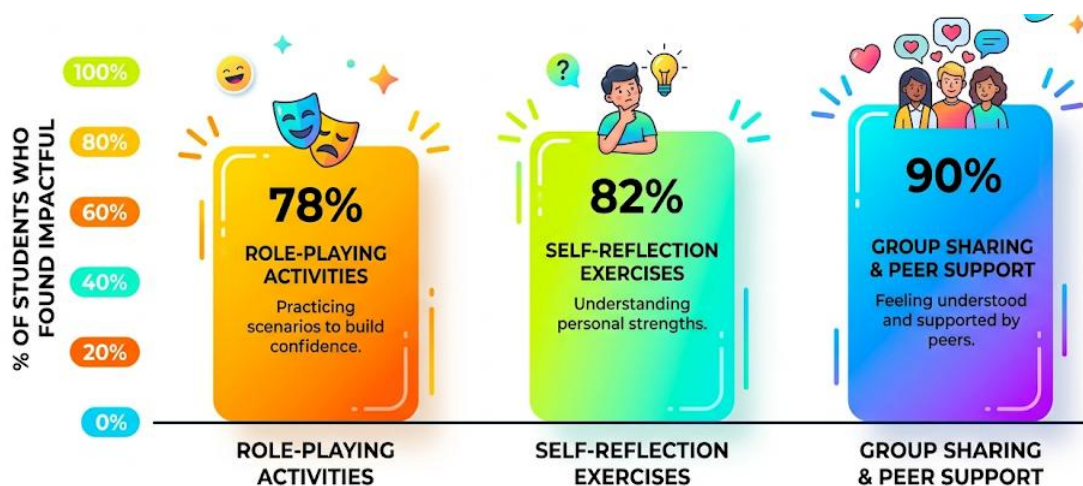 % OF STUDENTS WHO
FOUND IMPACTFUL
100%
80%
60%
40%
20%
0%
78%
ROLE-PLAYING
ACTIVITIES
Practicing
scenarios to build
confidence.
?
82%
SELF-REFLECTION
EXERCISES
Understanding
personal strengths.
90%
GROUP SHARING
& PEER SUPPORT
Feeling understood
and supported by
peers.
ROLE-PLAYING
ACTIVITIES
SELF-REFLECTION
EXERCISES
GROUP SHARING
& PEER SUPPORT